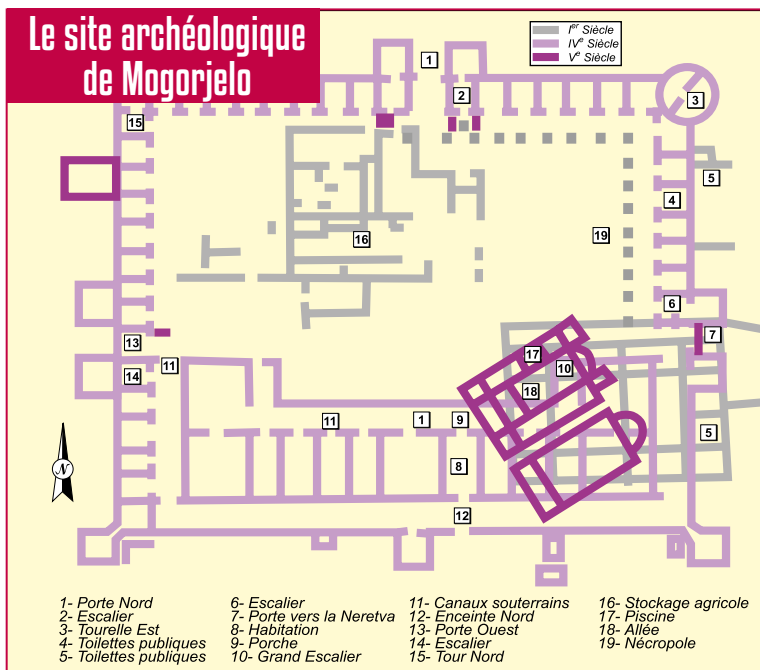 Le site archéologique
de Mogorjelo
Ier Siècle
IVe Siècle
Ve Siècle
1
2
3
15
5
4
19
16
6
7
13
17
11
10
14
18
11
1
9
5
8
N
12
1- Porte Nord
2- Escalier
3- Tourelle Est
4- Toilettes publiques
5- Toilettes publiques
6- Escalier
7- Porte vers la Neretva
8- Habitation
9- Porche
10- Grand Escalier
11- Canaux souterrains
12- Enceinte Nord
13- Porte Ouest
14- Escalier
15- Tour Nord
16- Stockage agricole
17- Piscine
18- Allée
19- Nécropole